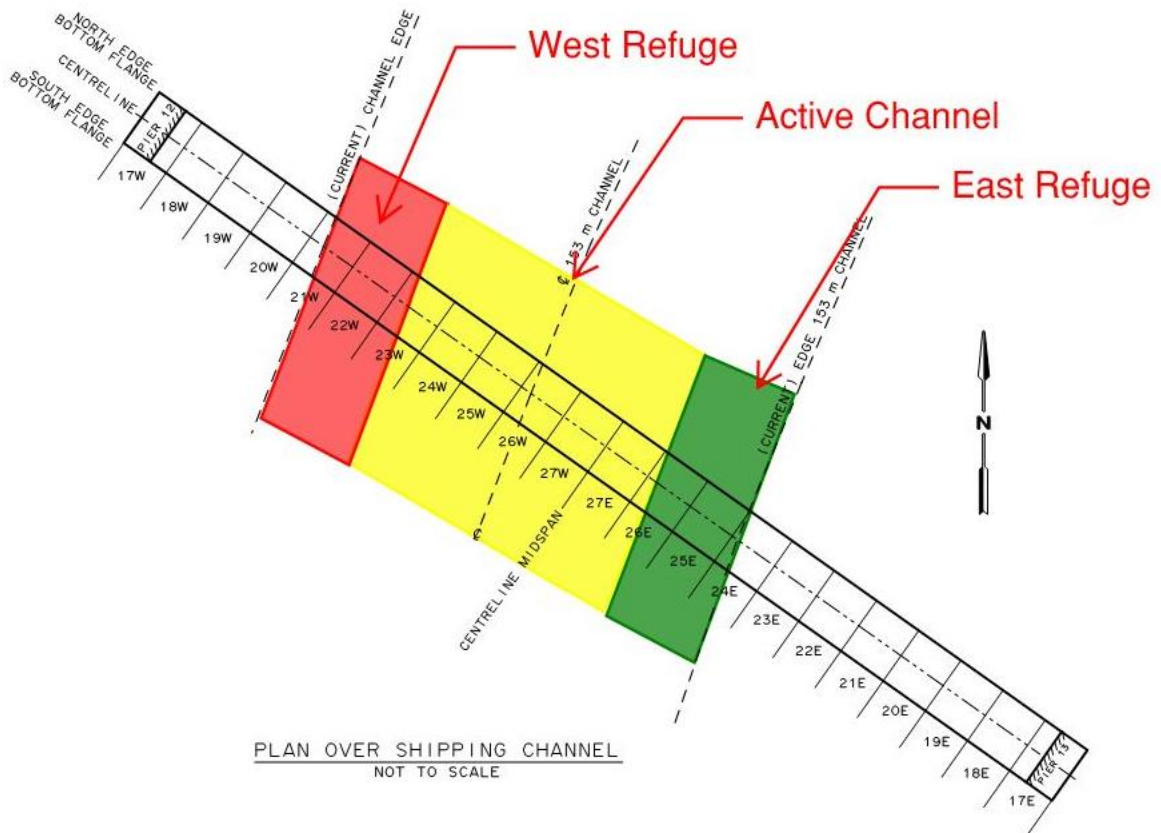 NORTH EDGE
BOTTOM FLANGE
CENTRELINE
SOUTH EDGE
BOTTOM FLANGE
PIER 12
(CURRENT) CHANNEL EDGE
West Refuge
Active Channel
East Refuge
℄ 153 m CHANNEL
(CURRENT) EDGE 153 m CHANNEL
17W
18W
19W
20W
21W
22W
23W
24W
25W
26W
27W
27E
26E
25E
24E
23E
22E
21E
20E
19E
18E
17E
PIER 13
N
℄
CENTRELINE MIDSPAN
PLAN OVER SHIPPING CHANNEL
NOT TO SCALE